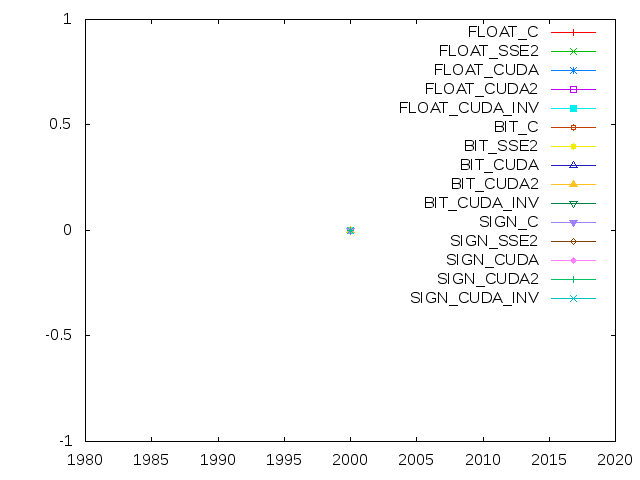 1
0.5
0
-0.5
-1
1980 1985 1990 1995 2000 2005 2010 2015 2020
FLOAT_C
FLOAT_SSE2
FLOAT_CUDA
FLOAT_CUDA2
FLOAT_CUDA_INV
BIT_C
BIT_SSE2
BIT_CUDA
BIT_CUDA2
BIT_CUDA_INV
SIGN_C
SIGN_SSE2
SIGN_CUDA
SIGN_CUDA2
SIGN_CUDA_INV